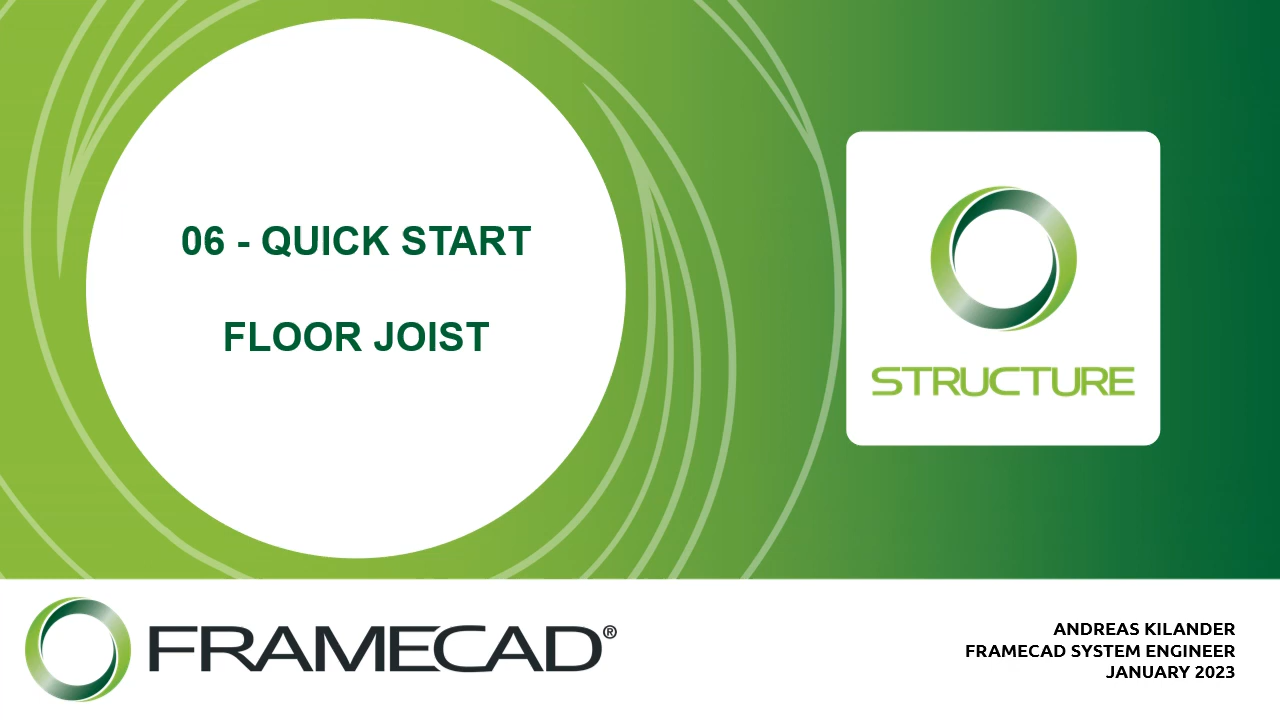 06 - QUICK START
FLOOR JOIST
STRUCTURE
FRAMECAD®
ANDREAS KILANDER
FRAMECAD SYSTEM ENGINEER
JANUARY 2023